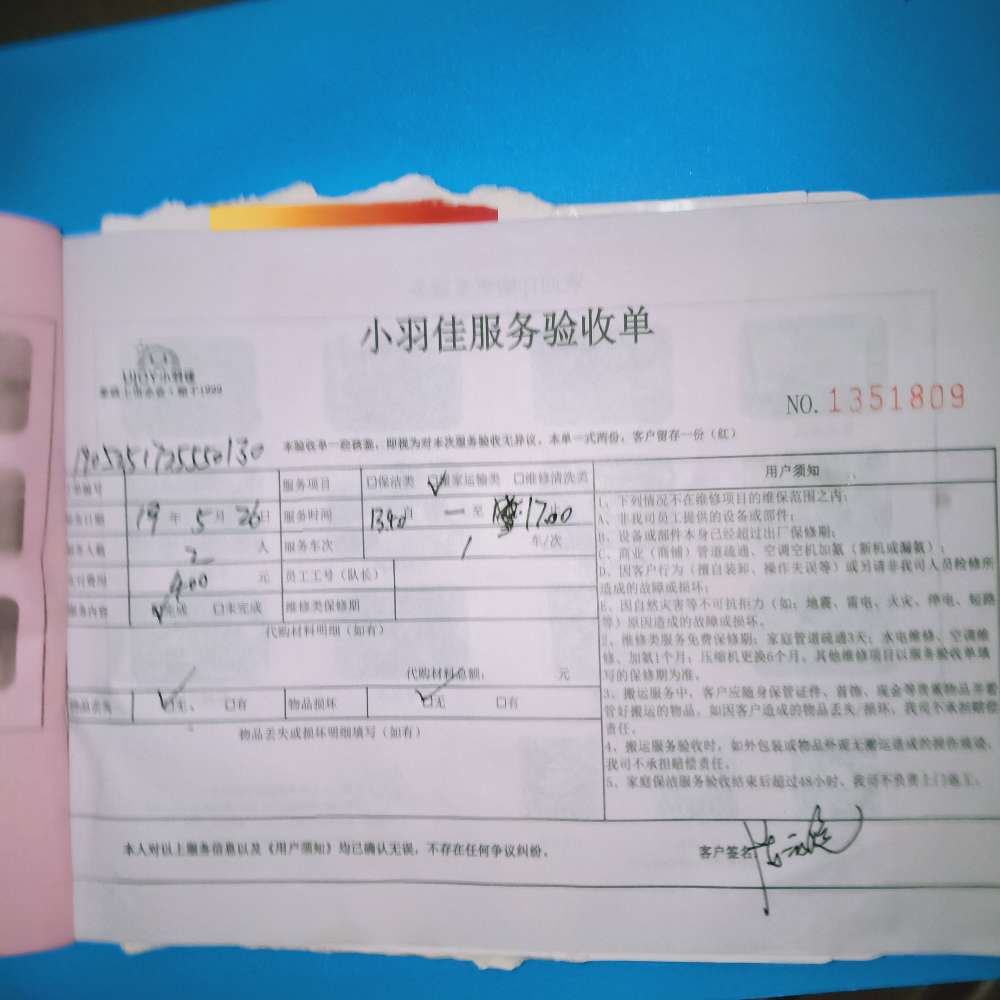 小羽佳服务验收单
小羽佳
NO.1351809
本验收单一经核签，即视为对本次服务验收无异议，本单一式两份，客户留存一份（红）
服务项目 □保洁类 □搬家运输类 □维修清洗类
19 年 5 月 26 日 服务时间 至 1700
2 人 服务车次 1 车/次
900 元 员工工号（队长）
服务内容 完成 □未完成 维修类保修期
代购材料明细（如有）
代购材料总额： 元
物品丢失 □无 □有 物品损坏 □无 □有
物品丢失或损坏明细填写（如有）
用户须知
1、下列情况不在维修项目的维保范围之内：
A、非我司员工提供的设备或部件；
B、设备或部件本身已经超过出厂保修期；
C、商业（商铺）管道疏通、空调空机加氨（新机或漏氨）；
D、因客户行为（擅自装卸、操作失误等）或另请非我司人员检修所
造成的故障或损坏；
E、因自然灾害等不可抗拒力（如：地震、雷电、火灾、停电、短路
等）原因造成的故障或损坏。
2、维修类服务免费保修期：家庭管道疏通3天；水电维修、空调维
修、加氨1个月；压缩机更换6个月。其他维修项目以服务验收单填
写的保修期为准。
3、搬运服务中，客户应随身保管证件、首饰、现金等贵重物品并看
管好搬运的物品。如因客户造成的物品丢失/损坏，我司不承担赔偿
责任。
4、搬运服务验收时，如外包装或物品外观无搬运造成的损伤痕迹，
我司不承担赔偿责任。
5、家庭保洁服务验收结束后超过48小时，我司不负责上门返工。
本人对以上服务信息以及《用户须知》均已确认无误，不存在任何争议纠纷。
客户签名